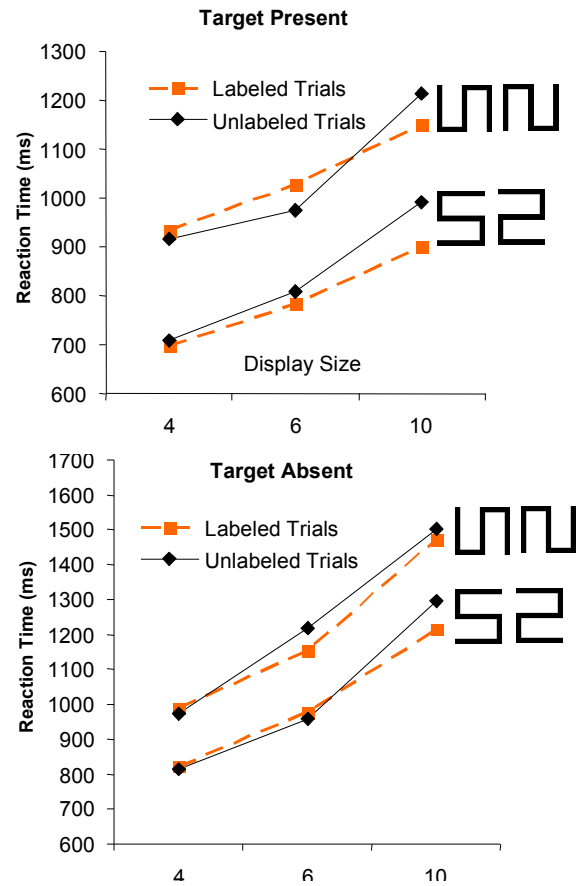 Target Present
1300
1200
1100
1000
900
800
700
600
Reaction Time (ms)
Labeled Trials
Unlabeled Trials
52
Display Size
4 6 10
Target Absent
1700
1600
1500
1400
1300
1200
1100
1000
900
800
700
600
Reaction Time (ms)
Labeled Trials
Unlabeled Trials
52
4 6 10